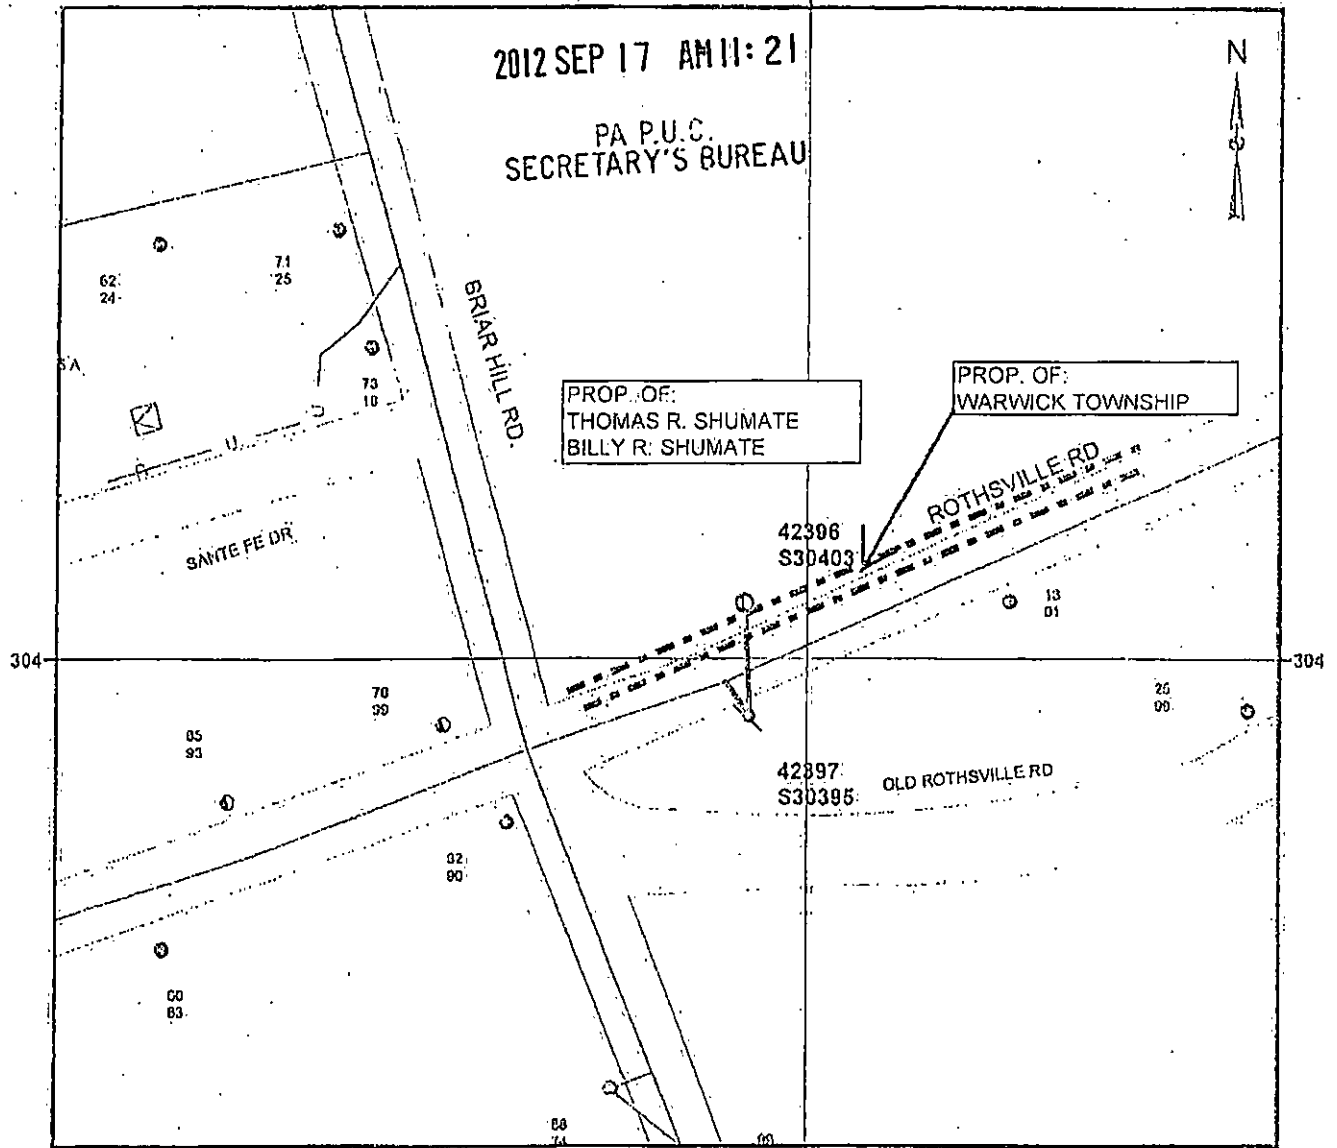 2012 SEP 17 AM 11: 21
PA P.U.C.
SECRETARY'S BUREAU
N
62
24
71
25
BRIAR HILL RD.
73
10
U
U
PROP. OF:
THOMAS R. SHUMATE
BILLY R. SHUMATE
PROP. OF:
WARWICK TOWNSHIP
ROTHSVILLE RD
SANTE FE DR
42396
S30403
13
01
304
304
70
99
25
99
85
93
42397
S30395
OLD ROTHSVILLE RD
02
90
60
83